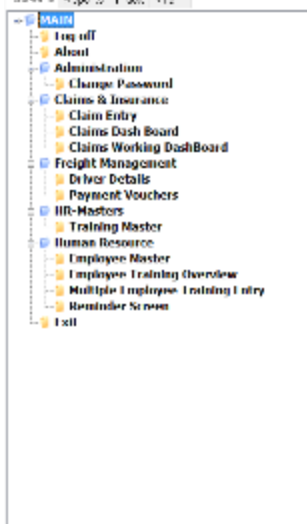 MAIN
Log off
About
Administration
Change Password
Claims & Insurance
Claim Entry
Claims Dash Board
Claims Working DashBoard
Freight Management
Driver Details
Payment Vouchers
HR-Masters
Training Master
Human Resource
Employee Master
Employee Training Overview
Multiple Employee Training Entry
Reminder Screen
Exit